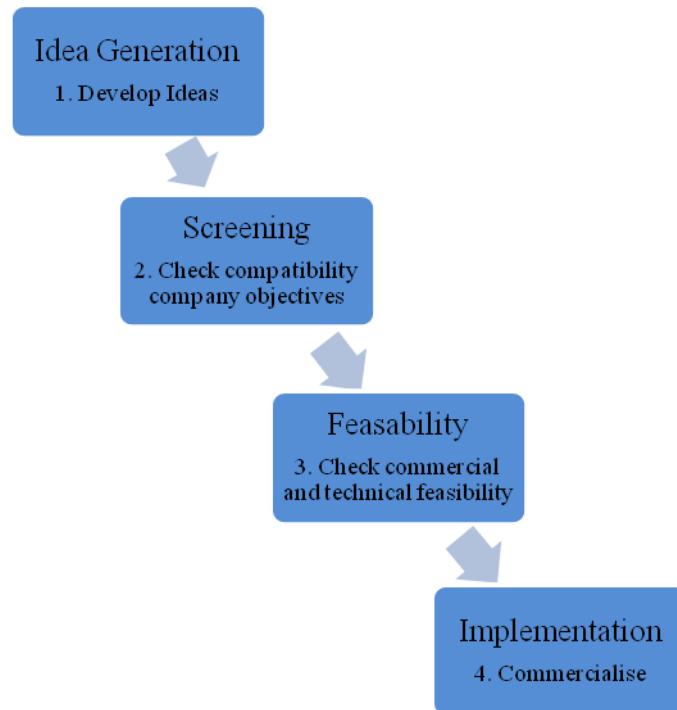 Idea Generation
1. Develop Ideas
Screening
2. Check compatibility
company objectives
Feasability
3. Check commercial
and technical feasibility
Implementation
4. Commercialise